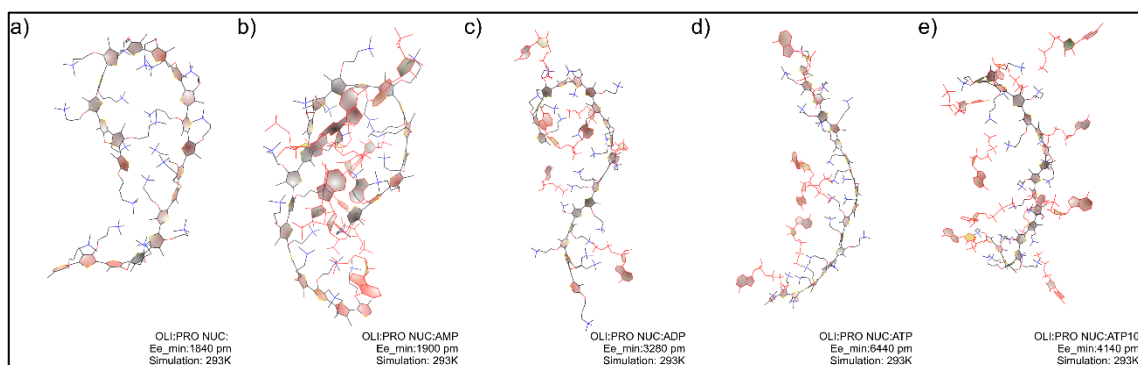 a)
b)
c)
d)
e)
OLI:PRO NUC:
Ee_min:1840 pm
Simulation: 293K
OLI:PRO NUC:AMP
Ee_min:1900 pm
Simulation: 293K
OLI:PRO NUC:ADP
Ee_min:3280 pm
Simulation: 293K
OLI:PRO NUC:ATP
Ee_min:6440 pm
Simulation: 293K
OLI:PRO NUC:ATP10
Ee_min:4140 pm
Simulation: 293K